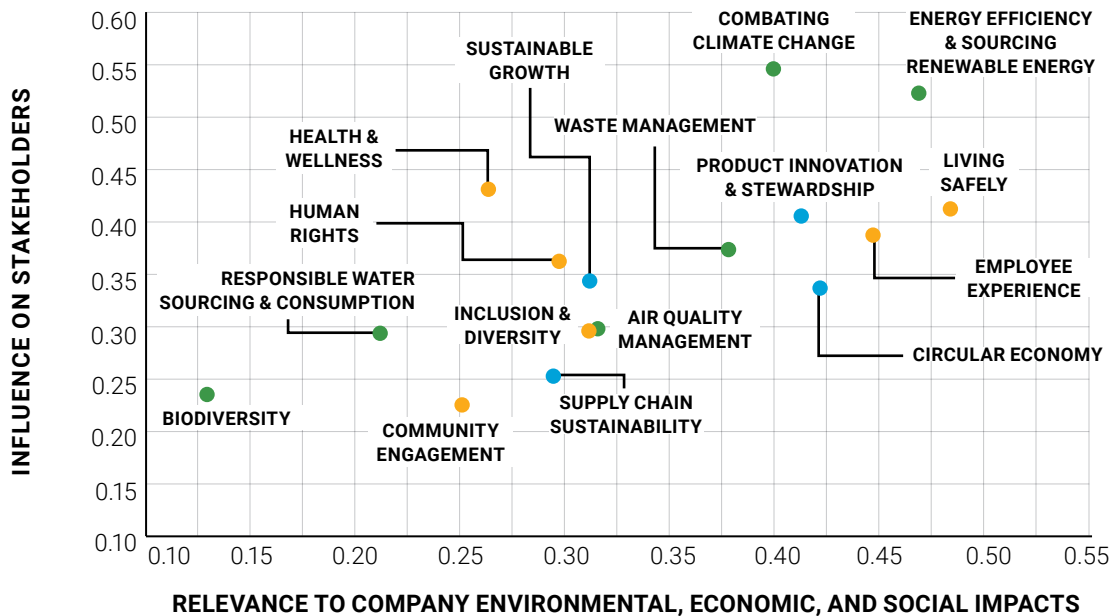 INFLUENCE ON STAKEHOLDERS
0.60
0.55
0.50
0.45
0.40
0.35
0.30
0.25
0.20
0.15
0.10
COMBATING
CLIMATE CHANGE
ENERGY EFFICIENCY
& SOURCING
RENEWABLE ENERGY
SUSTAINABLE
GROWTH
WASTE MANAGEMENT
HEALTH &
WELLNESS
PRODUCT INNOVATION
& STEWARDSHIP
LIVING
SAFELY
HUMAN
RIGHTS
RESPONSIBLE WATER
SOURCING & CONSUMPTION
EMPLOYEE
EXPERIENCE
INCLUSION &
DIVERSITY
AIR QUALITY
MANAGEMENT
CIRCULAR ECONOMY
BIODIVERSITY
COMMUNITY
ENGAGEMENT
SUPPLY CHAIN
SUSTAINABILITY
0.10 0.20 0.25 0.30 0.35 0.40 0.45 0.50 0.55
RELEVANCE TO COMPANY ENVIRONMENTAL, ECONOMIC, AND SOCIAL IMPACTS